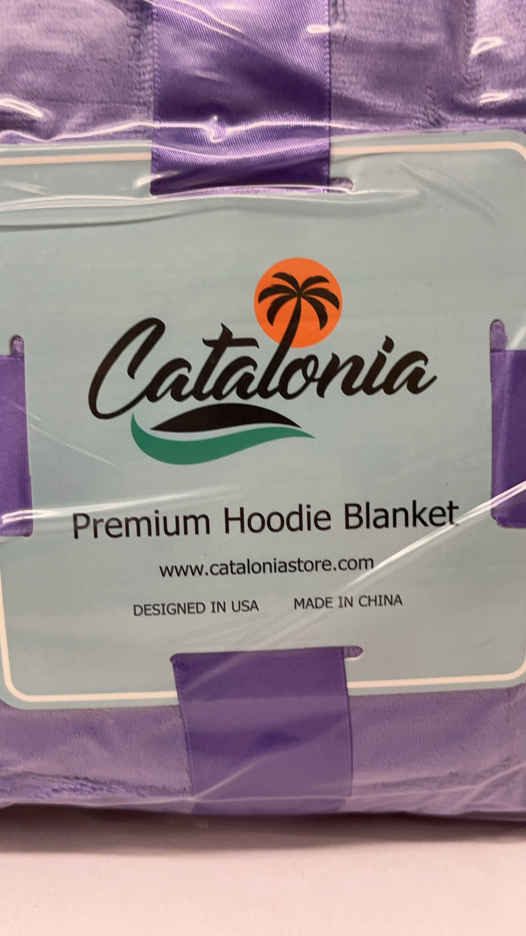 Catalonia
Premium Hoodie Blanket
www.cataloniastore.com
DESIGNED IN USA MADE IN CHINA